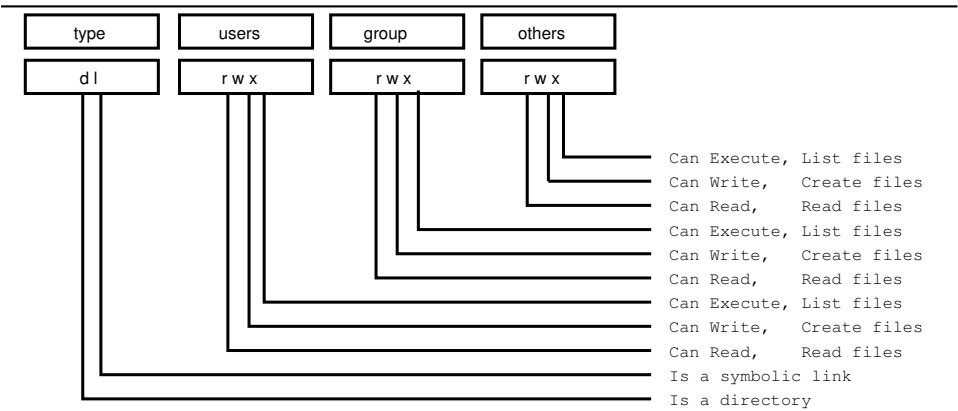 type users group others
d l r w x r w x r w x
Can Execute, List files
Can Write, Create files
Can Read, Read files
Can Execute, List files
Can Write, Create files
Can Read, Read files
Can Execute, List files
Can Write, Create files
Can Read, Read files
Is a symbolic link
Is a directory